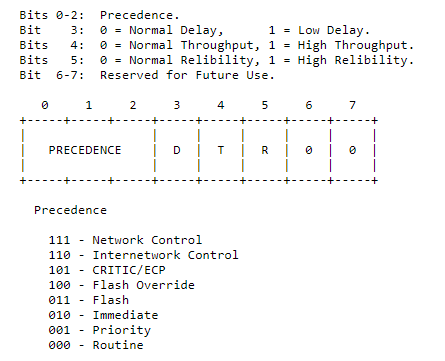 Bits 0-2:  Precedence.
Bit    3:  0 = Normal Delay,      1 = Low Delay.
Bits   4:  0 = Normal Throughput, 1 = High Throughput.
Bits   5:  0 = Normal Relibility, 1 = High Relibility.
Bit  6-7:  Reserved for Future Use.
0     1     2     3     4     5     6     7
PRECEDENCE D T R 0 0
Precedence
111 - Network Control
110 - Internetwork Control
101 - CRITIC/ECP
100 - Flash Override
011 - Flash
010 - Immediate
001 - Priority
000 - Routine